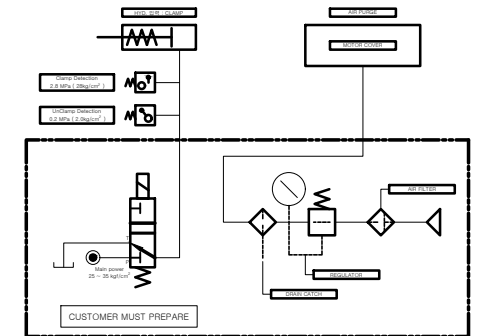 HYD. CYL. CLAMP
AIR PURGE
MOTOR COVER
Clamp Detection
2.8 MPa ( 28kg/cm² )
UnClamp Detection
0.2 MPa ( 2.0kg/cm² )
AIR FILTER
T
P
Main power
25 ~ 35 kgf/cm²
REGULATOR
DRAIN CATCH
CUSTOMER MUST PREPARE